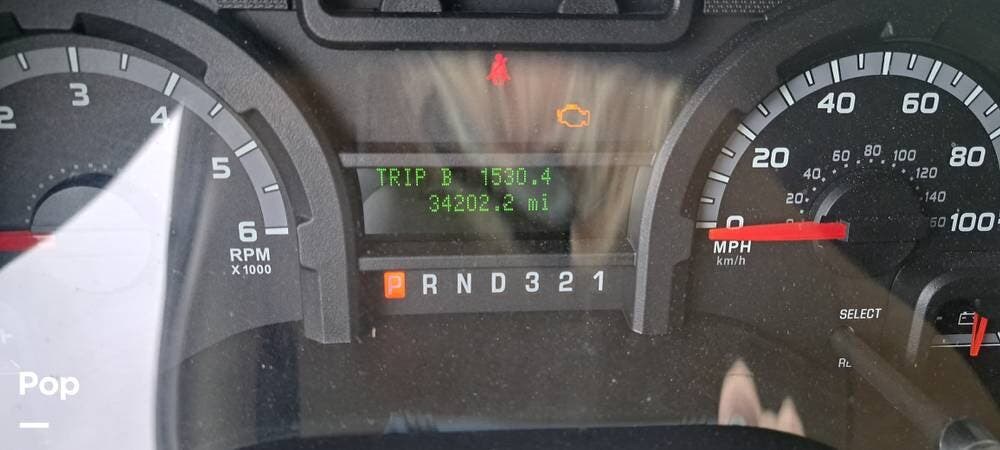 2 3 4 5 6
RPM
X 1000
TRIP B 1530.4
34202.2 mi
P R N D 3 2 1
0 20 40 60 80 100
20 40 60 80 100 120 140
MPH
km/h
SELECT
Pop